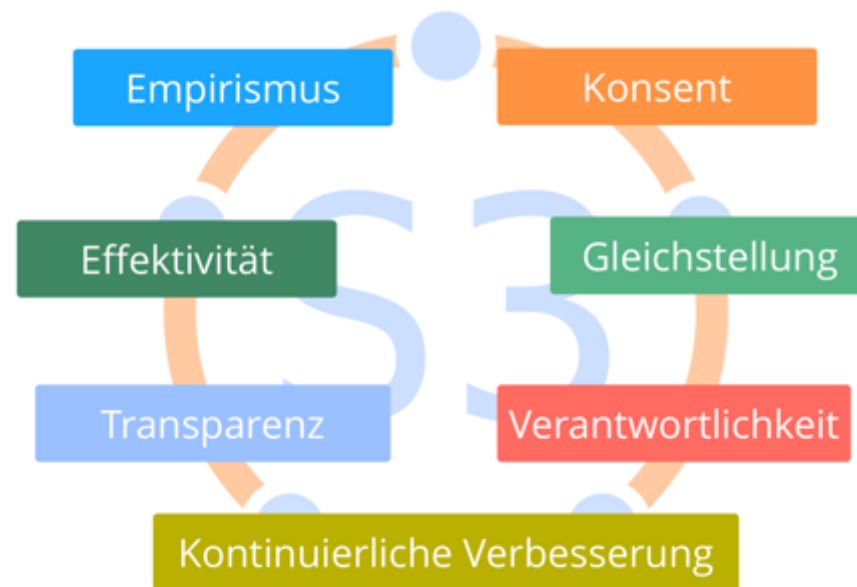 Empirismus
Konsent
S3
Effektivität
Gleichstellung
Transparenz
Verantwortlichkeit
Kontinuierliche Verbesserung